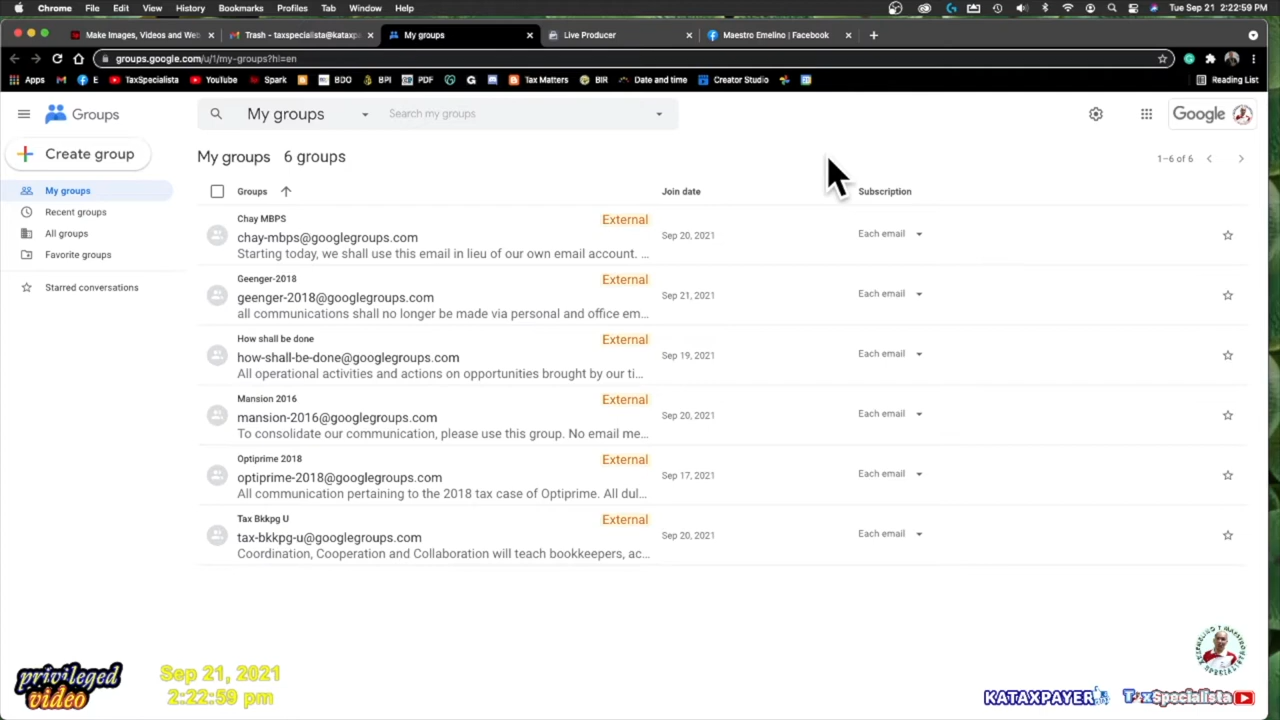 Chrome File Edit View History Bookmarks Profiles Tab Window Help Tue Sep 21 2:22:59 PM
Make Images, Videos and Web Trash - taxspecialista@kataxp My groups Live Producer Maestro Emelino | Facebook
groups.google.com/u/1/my-groups?hl=en
Apps E TaxSpecialista YouTube Spark BDO BPI PDF Tax Matters BIR Date and time Creator Studio Reading List
Groups
My groups
Search my groups
Google
Create group
My groups 6 groups
1–6 of 6
My groups
Recent groups
All groups
Favorite groups
Starred conversations
Groups Join date Subscription
Chay MBPS
External
chay-mbps@googlegroups.com
Sep 20, 2021
Each email
Starting today, we shall use this email in lieu of our own email account. …
Geenger-2018
External
geenger-2018@googlegroups.com
Sep 21, 2021
Each email
all communications shall no longer be made via personal and office em…
How shall be done
External
how-shall-be-done@googlegroups.com
Sep 19, 2021
Each email
All operational activities and actions on opportunities brought by our ti…
Mansion 2016
External
mansion-2016@googlegroups.com
Sep 20, 2021
Each email
To consolidate our communication, please use this group. No email me…
Optiprime 2018
External
optiprime-2018@googlegroups.com
Sep 17, 2021
Each email
All communication pertaining to the 2018 tax case of Optiprime. All dul…
Tax Bkkpg U
External
tax-bkkpg-u@googlegroups.com
Sep 20, 2021
Each email
Coordination, Cooperation and Collaboration will teach bookkeepers, ac…
privileged
video
Sep 21, 2021
2:22:59 pm
KATAXPAYER
TaxSpecialista